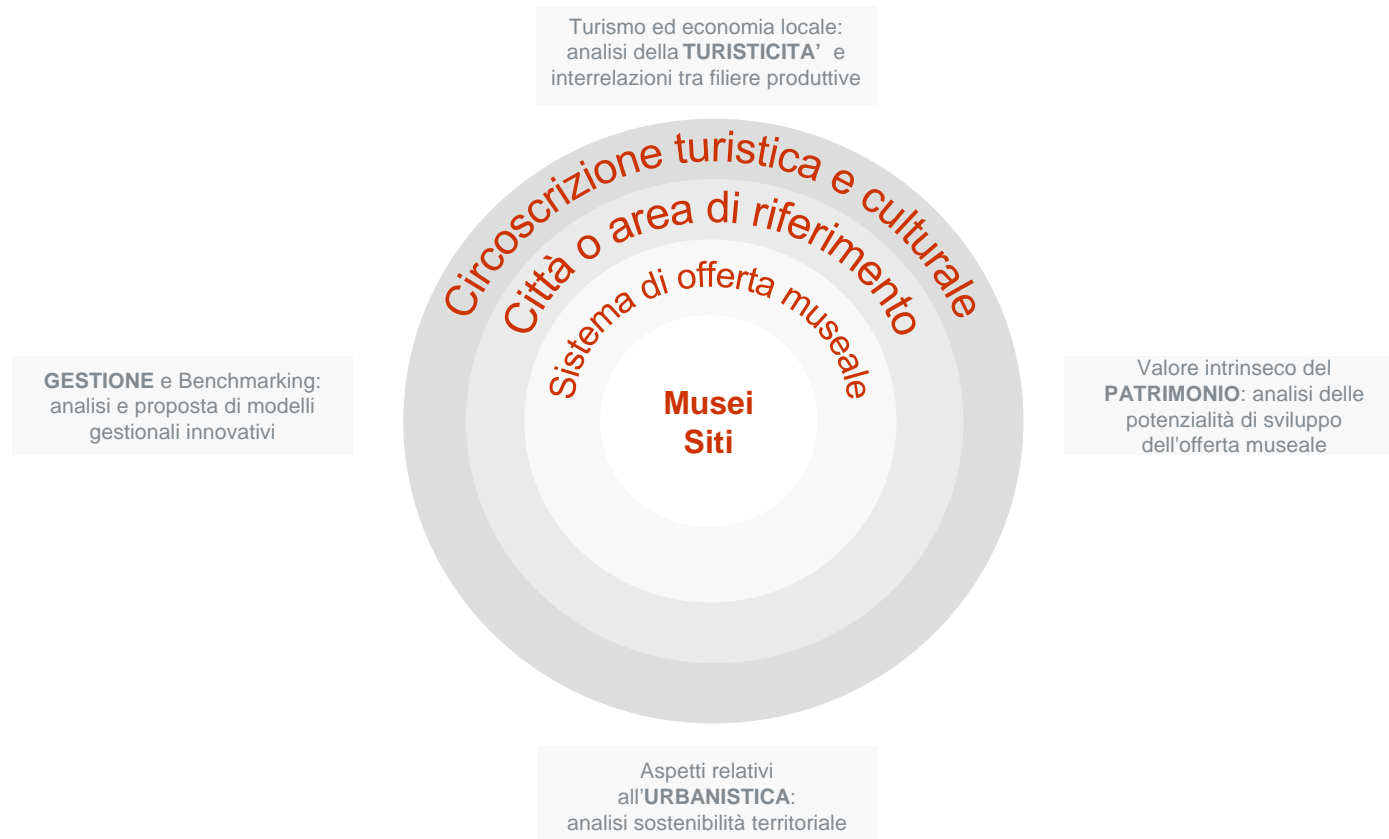 Turismo ed economia locale:
analisi della TURISTICITA' e
interrelazioni tra filiere produttive
Circoscrizione turistica e culturale
Città o area di riferimento
Sistema di offerta museale
Musei
Siti
GESTIONE e Benchmarking:
analisi e proposta di modelli
gestionali innovativi
Valore intrinseco del
PATRIMONIO: analisi delle
potenzialità di sviluppo
dell'offerta museale
Aspetti relativi
all'URBANISTICA:
analisi sostenibilità territoriale